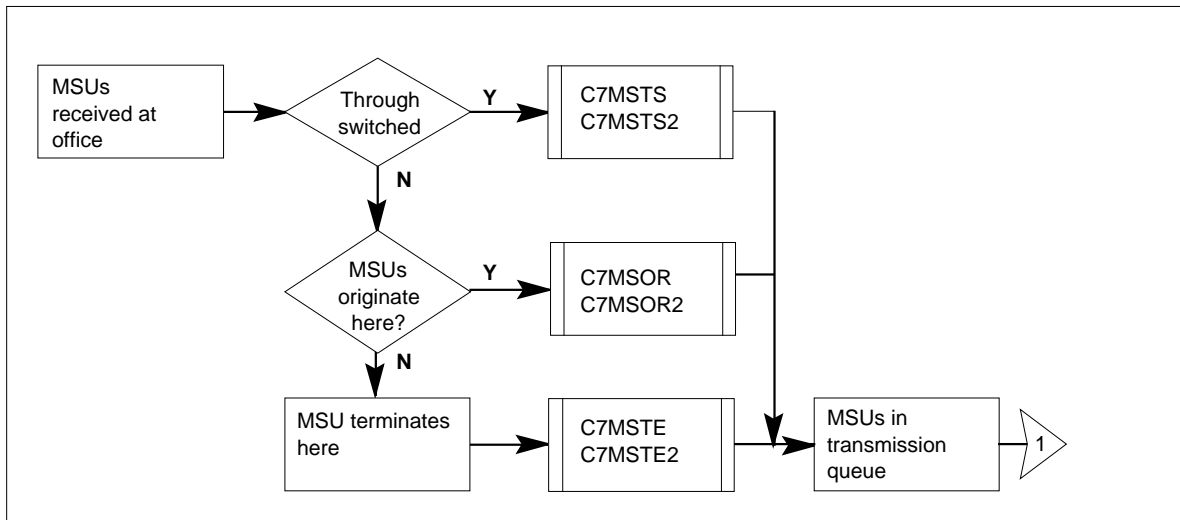 MSUs
received at
office
Through
switched
Y
C7MSTS
C7MSTS2
N
MSUs
originate
here?
Y
C7MSOR
C7MSOR2
N
MSU terminates
here
C7MSTE
C7MSTE2
MSUs in
transmission
queue
1